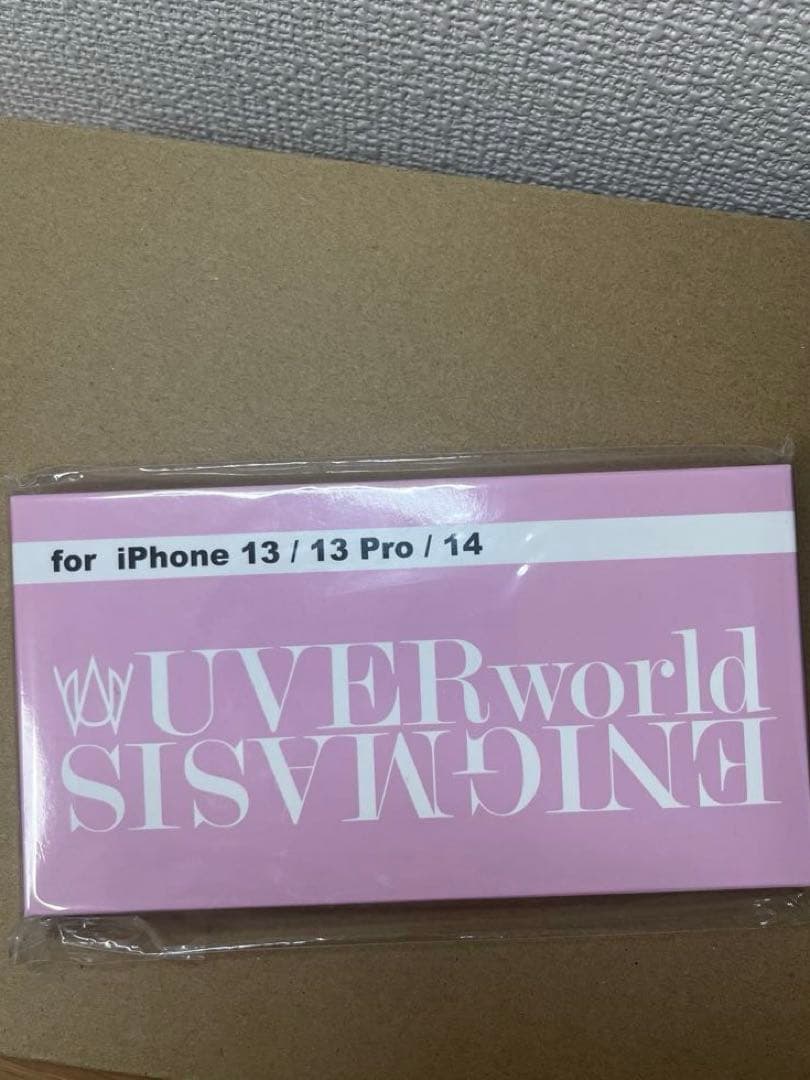 for iPhone 13 / 13 Pro / 14
UVERworld
ENIGMASIS